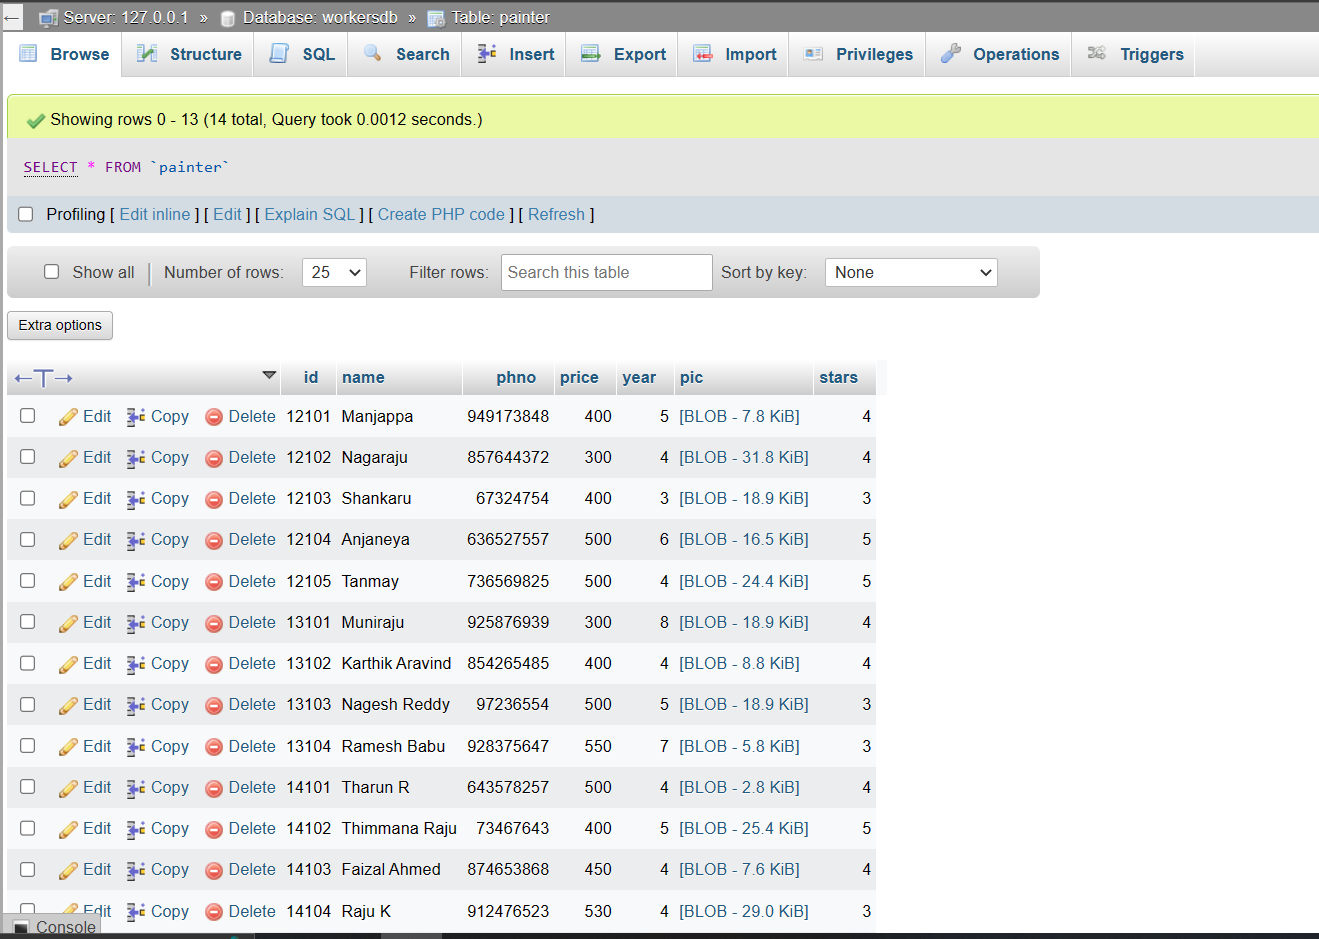 ← Server: 127.0.0.1 » Database: workersdb » Table: painter
Browse Structure SQL Search Insert Export Import Privileges Operations Triggers
Showing rows 0 - 13 (14 total, Query took 0.0012 seconds.)
SELECT * FROM `painter`
Profiling [ Edit inline ] [ Edit ] [ Explain SQL ] [ Create PHP code ] [ Refresh ]
Show all Number of rows: 25 Filter rows: Search this table Sort by key: None
Extra options
←T→ id name phno price year pic stars
Edit Copy Delete 12101 Manjappa 949173848 400 5 [BLOB - 7.8 KiB] 4
Edit Copy Delete 12102 Nagaraju 857644372 300 4 [BLOB - 31.8 KiB] 4
Edit Copy Delete 12103 Shankaru 67324754 400 3 [BLOB - 18.9 KiB] 3
Edit Copy Delete 12104 Anjaneya 636527557 500 6 [BLOB - 16.5 KiB] 5
Edit Copy Delete 12105 Tanmay 736569825 500 4 [BLOB - 24.4 KiB] 5
Edit Copy Delete 13101 Muniraju 925876939 300 8 [BLOB - 18.9 KiB] 4
Edit Copy Delete 13102 Karthik Aravind 854265485 400 4 [BLOB - 8.8 KiB] 4
Edit Copy Delete 13103 Nagesh Reddy 97236554 500 5 [BLOB - 18.9 KiB] 3
Edit Copy Delete 13104 Ramesh Babu 928375647 550 7 [BLOB - 5.8 KiB] 3
Edit Copy Delete 14101 Tharun R 643578257 500 4 [BLOB - 2.8 KiB] 4
Edit Copy Delete 14102 Thimmana Raju 73467643 400 5 [BLOB - 25.4 KiB] 5
Edit Copy Delete 14103 Faizal Ahmed 874653868 450 4 [BLOB - 7.6 KiB] 4
Edit Copy Delete 14104 Raju K 912476523 530 4 [BLOB - 29.0 KiB] 3
Console